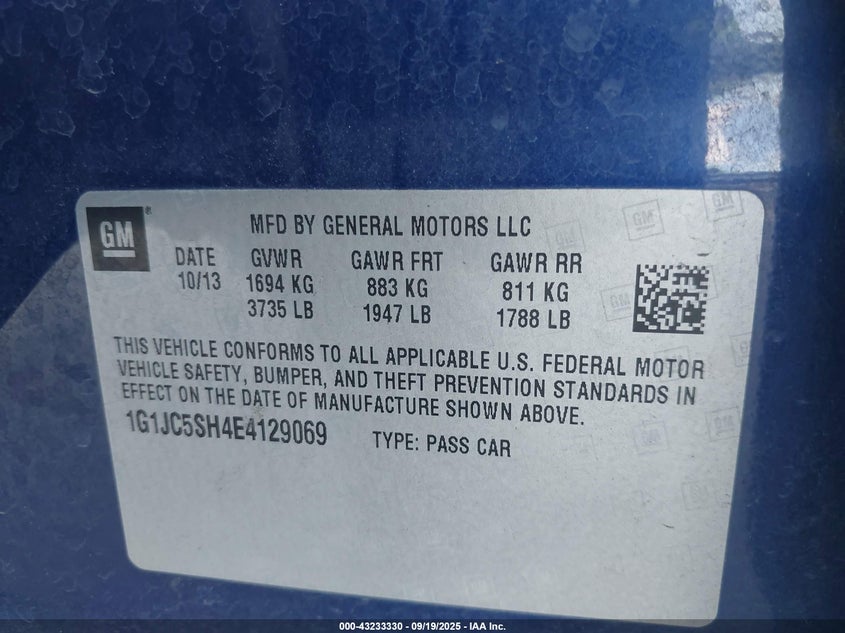 GM ® MFD BY GENERAL MOTORS LLC
DATE GVWR GAWR FRT GAWR RR
10/13 1694 KG 883 KG 811 KG
3735 LB 1947 LB 1788 LB
THIS VEHICLE CONFORMS TO ALL APPLICABLE U.S. FEDERAL MOTOR
VEHICLE SAFETY, BUMPER, AND THEFT PREVENTION STANDARDS IN
EFFECT ON THE DATE OF MANUFACTURE SHOWN ABOVE.
1G1JC5SH4E4129069 TYPE: PASS CAR
000-43233330 - 09/19/2025 - IAA Inc.